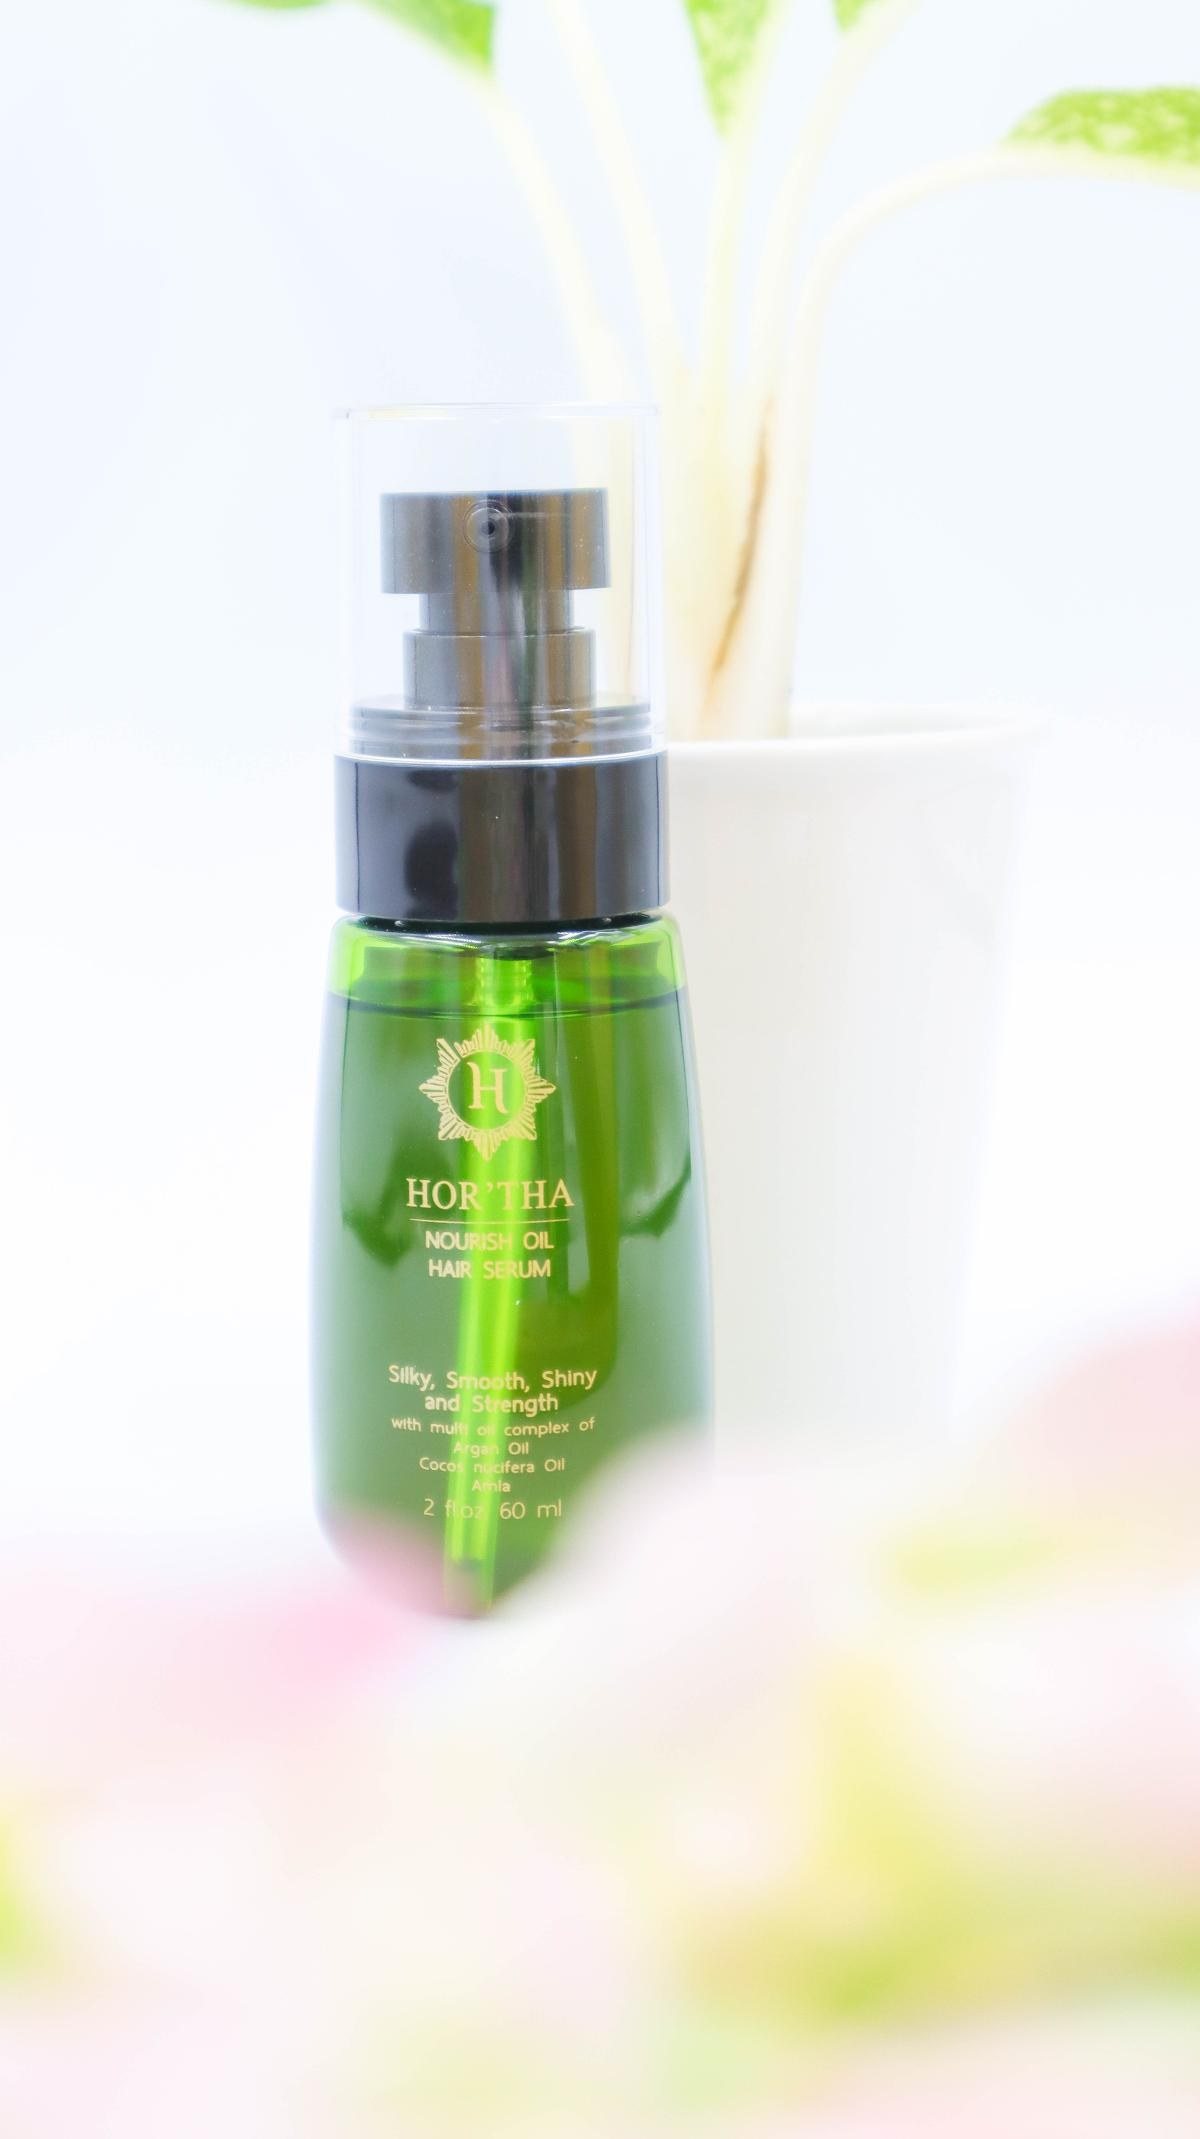 H
HOR'THA
NOURISH OIL
HAIR SERUM
Silky, Smooth, Shiny
and Strength
with multi oil complex of
Argan Oil
Cocos nucifera Oil
Amla
2 fl oz 60 ml